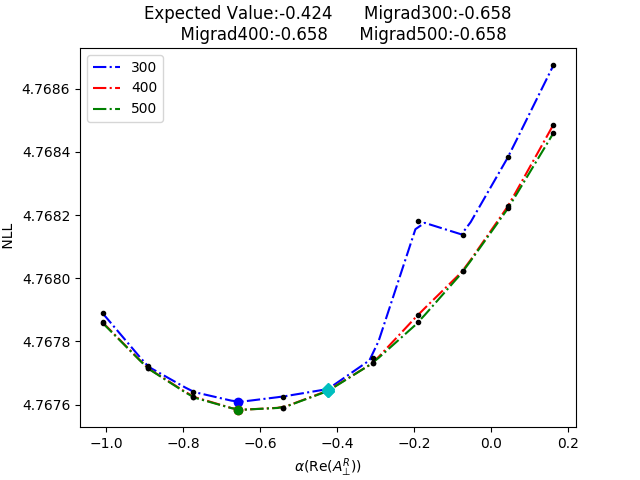 Expected Value:-0.424 Migrad300:-0.658
Migrad400:-0.658 Migrad500:-0.658
300
400
500
4.7686
4.7684
4.7682
4.7680
4.7678
4.7676
NLL
−1.0 −0.8 −0.6 −0.4 −0.2 0.0 0.2
α(Re(A⊥^R))